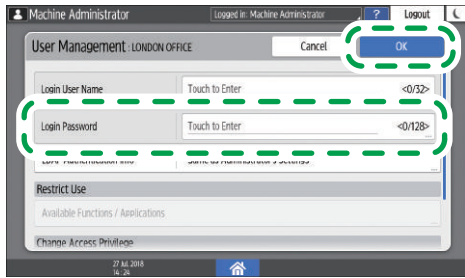 Machine Administrator
Logged in: Machine Administrator
?
Logout
User Management : LONDON OFFICE
Cancel
OK
Login User Name
Touch to Enter
<0/32>
Login Password
Touch to Enter
<0/128>
Restrict Use
Available Functions / Applications
Change Access Privilege
27 Jul. 2018
14 : 24